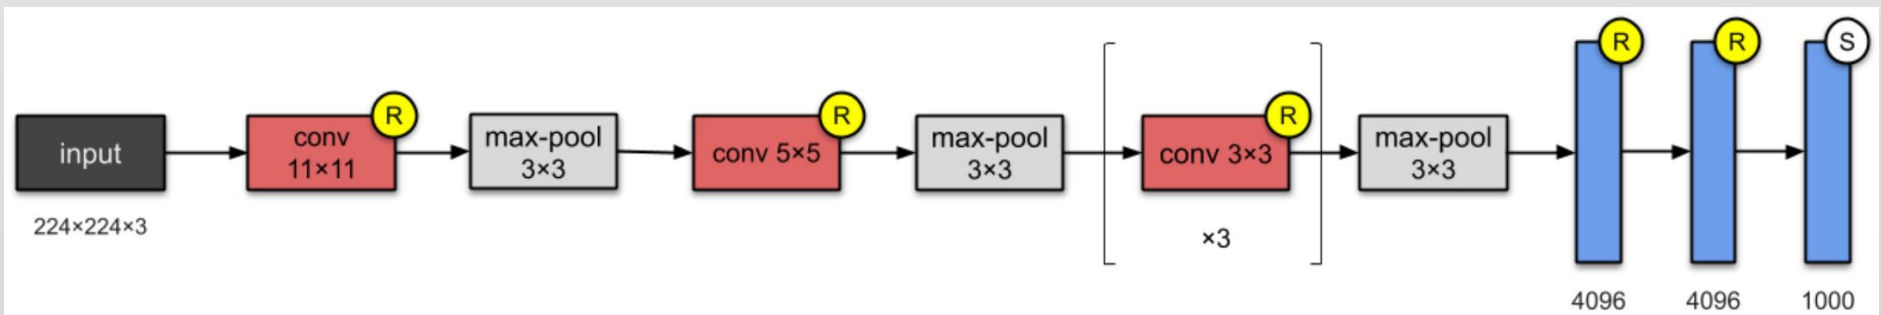 input
224×224×3
conv
11×11
R
max-pool
3×3
conv 5×5
R
max-pool
3×3
conv 3×3
R
×3
max-pool
3×3
R
4096
R
4096
S
1000